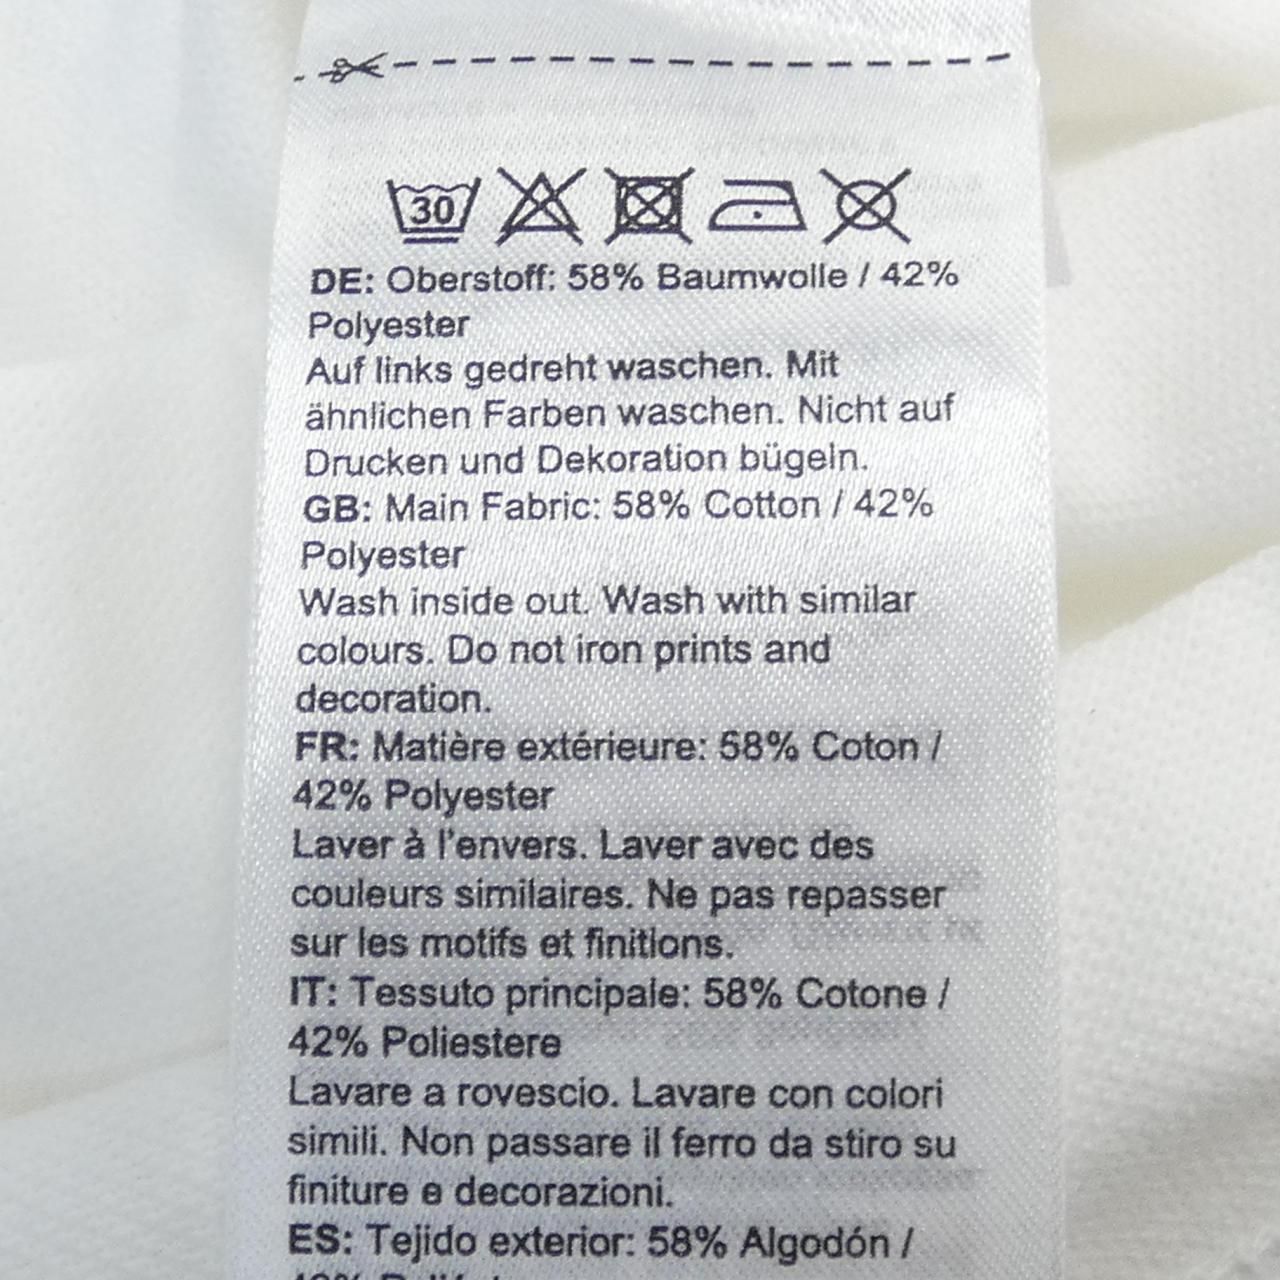 30
DE: Oberstoff: 58% Baumwolle / 42%
Polyester
Auf links gedreht waschen. Mit
ähnlichen Farben waschen. Nicht auf
Drucken und Dekoration bügeln.
GB: Main Fabric: 58% Cotton / 42%
Polyester
Wash inside out. Wash with similar
colours. Do not iron prints and
decoration.
FR: Matière extérieure: 58% Coton /
42% Polyester
Laver à l'envers. Laver avec des
couleurs similaires. Ne pas repasser
sur les motifs et finitions.
IT: Tessuto principale: 58% Cotone /
42% Poliestere
Lavare a rovescio. Lavare con colori
simili. Non passare il ferro da stiro su
finiture e decorazioni.
ES: Tejido exterior: 58% Algodón /